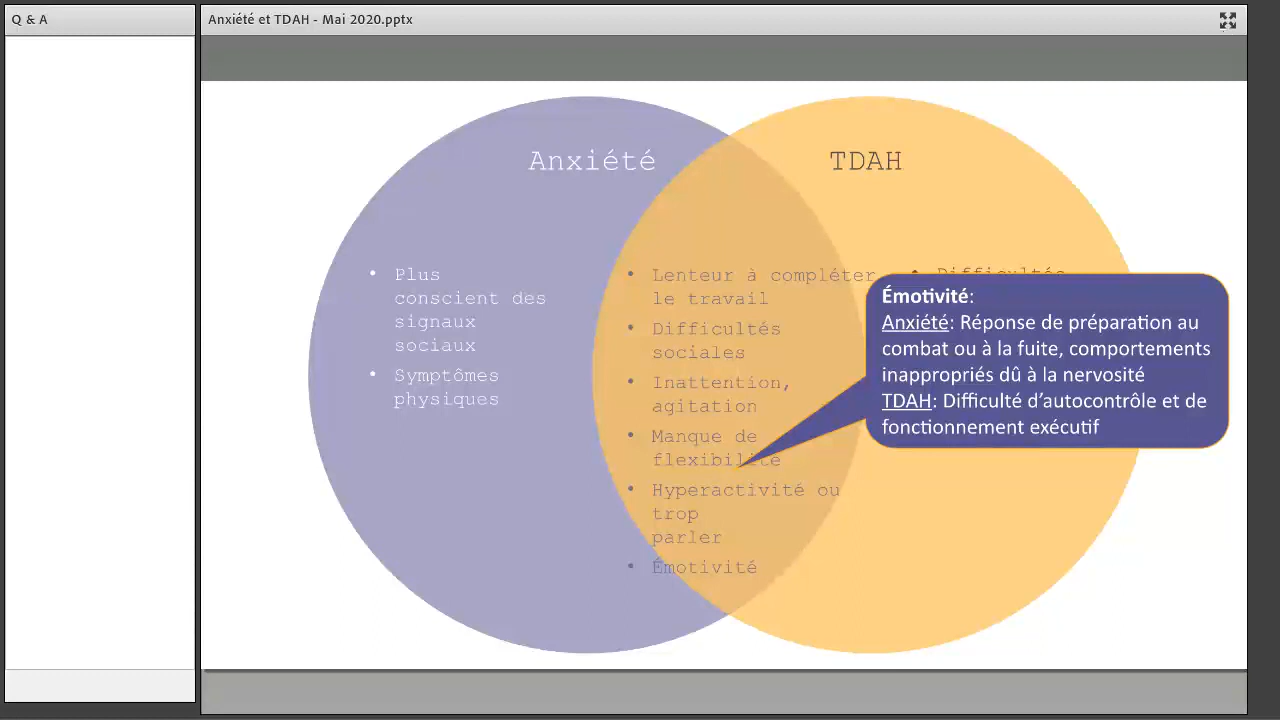 Q & A
Anxiété et TDAH - Mai 2020.pptx
Anxiété
TDAH
• Plus
conscient des
signaux
sociaux
• Symptômes
physiques
• Lenteur à compléter
le travail
• Difficultés
sociales
• Inattention,
agitation
• Manque de
flexibilité
• Hyperactivité ou
trop
parler
• Émotivité
• Difficultés
Émotivité:
Anxiété: Réponse de préparation au
combat ou à la fuite, comportements
inappropriés dû à la nervosité
TDAH: Difficulté d'autocontrôle et de
fonctionnement exécutif